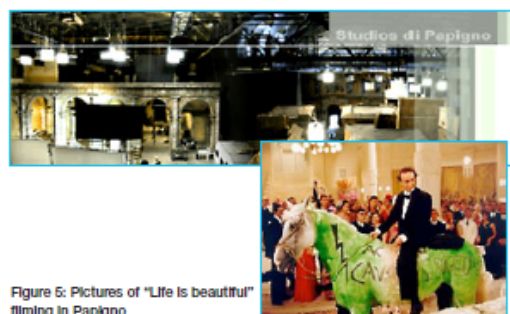 Studios di Papigno
Figure 5: Pictures of "Life is beautiful"
filming in Papigno